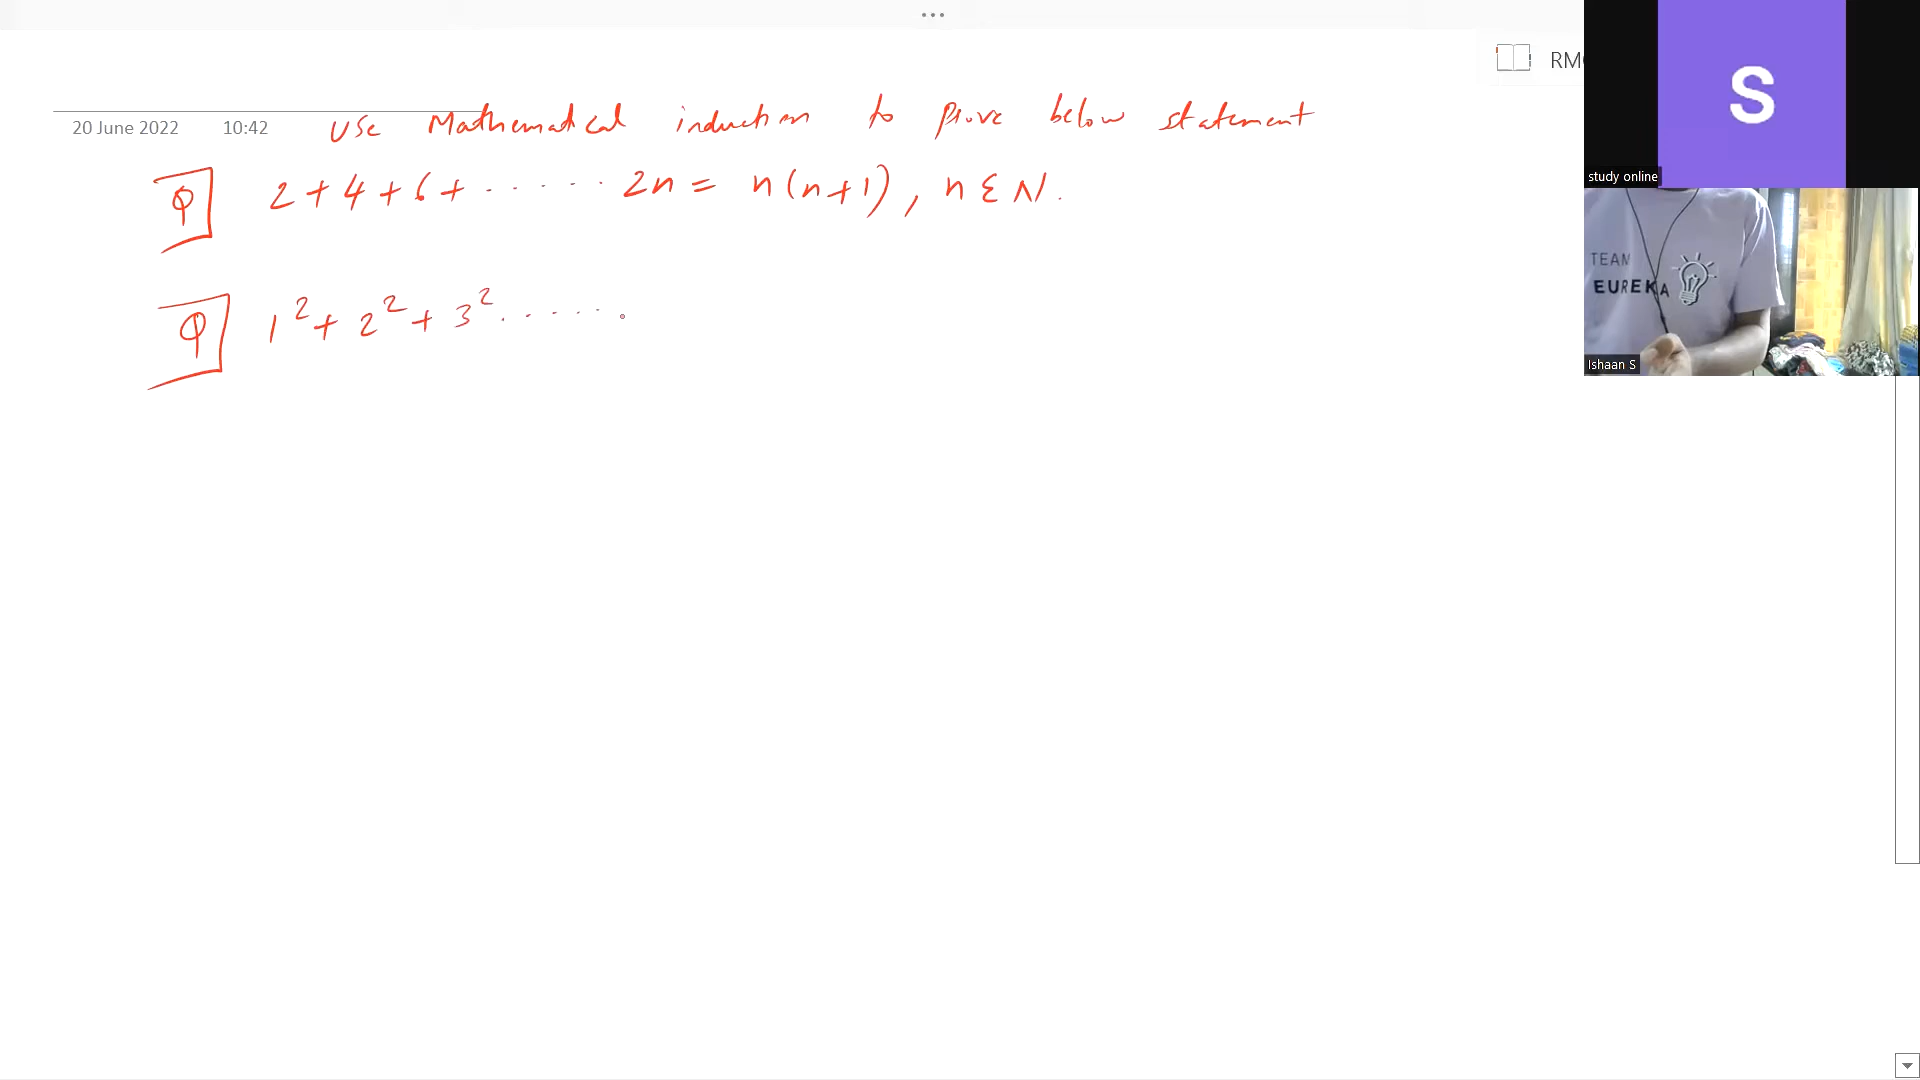 RM
20 June 2022 10:42
Use Mathematical induction to prove below statement
Q 2 + 4 + 6 + ...... 2n = n(n+1), n ε N.
Q 1² + 2² + 3² .......
S
study online
TEAM
EUREKA
Ishaan S